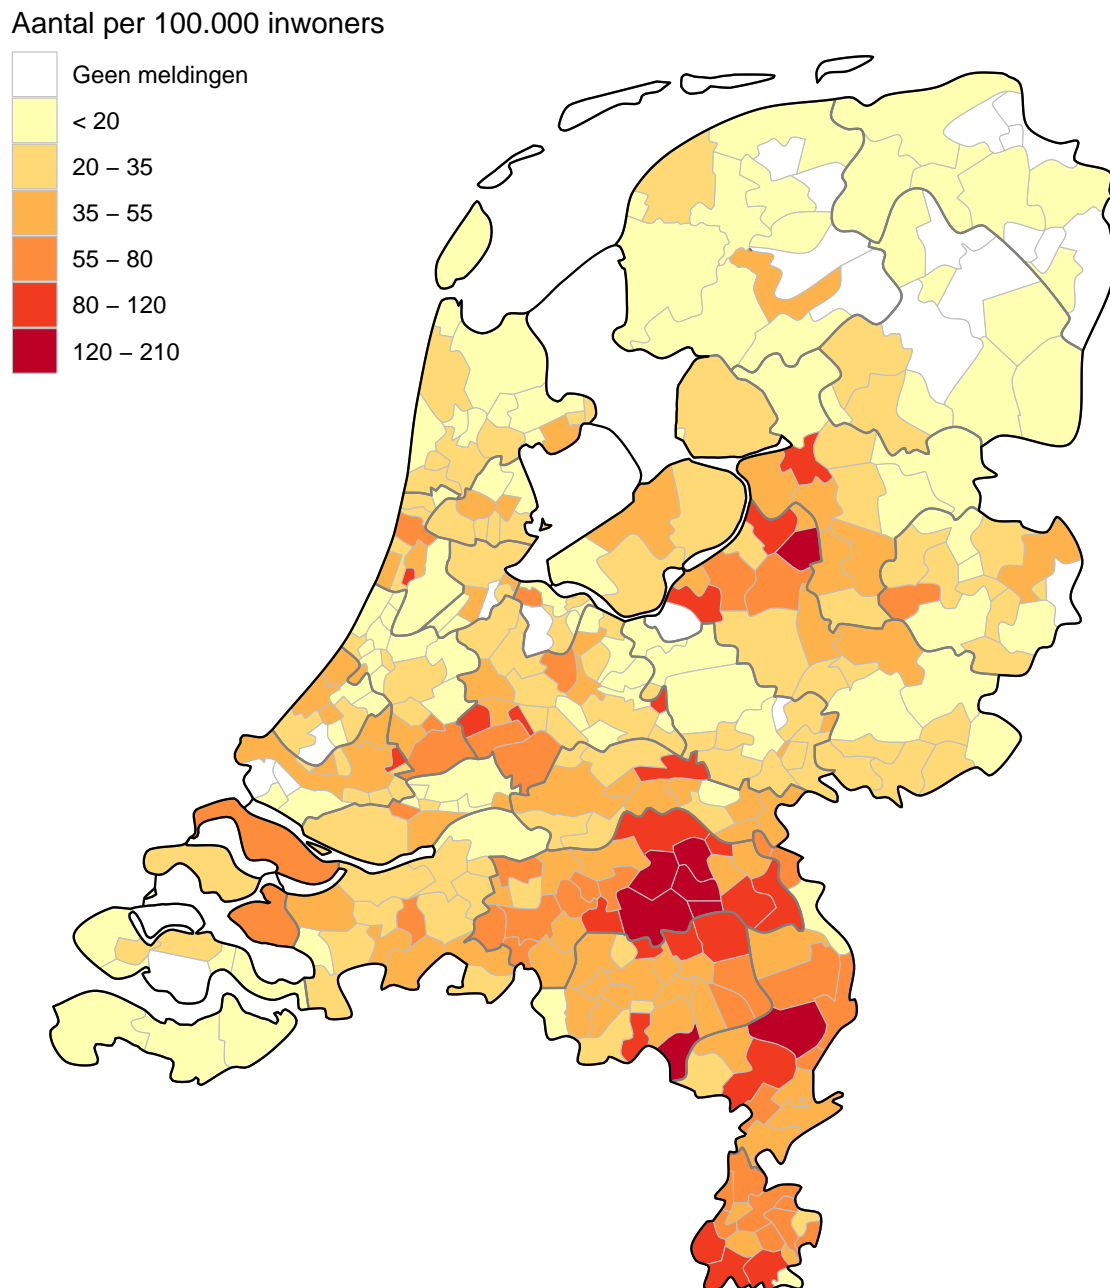 Aantal per 100.000 inwoners
Geen meldingen
< 20
20 – 35
35 – 55
55 – 80
80 – 120
120 – 210